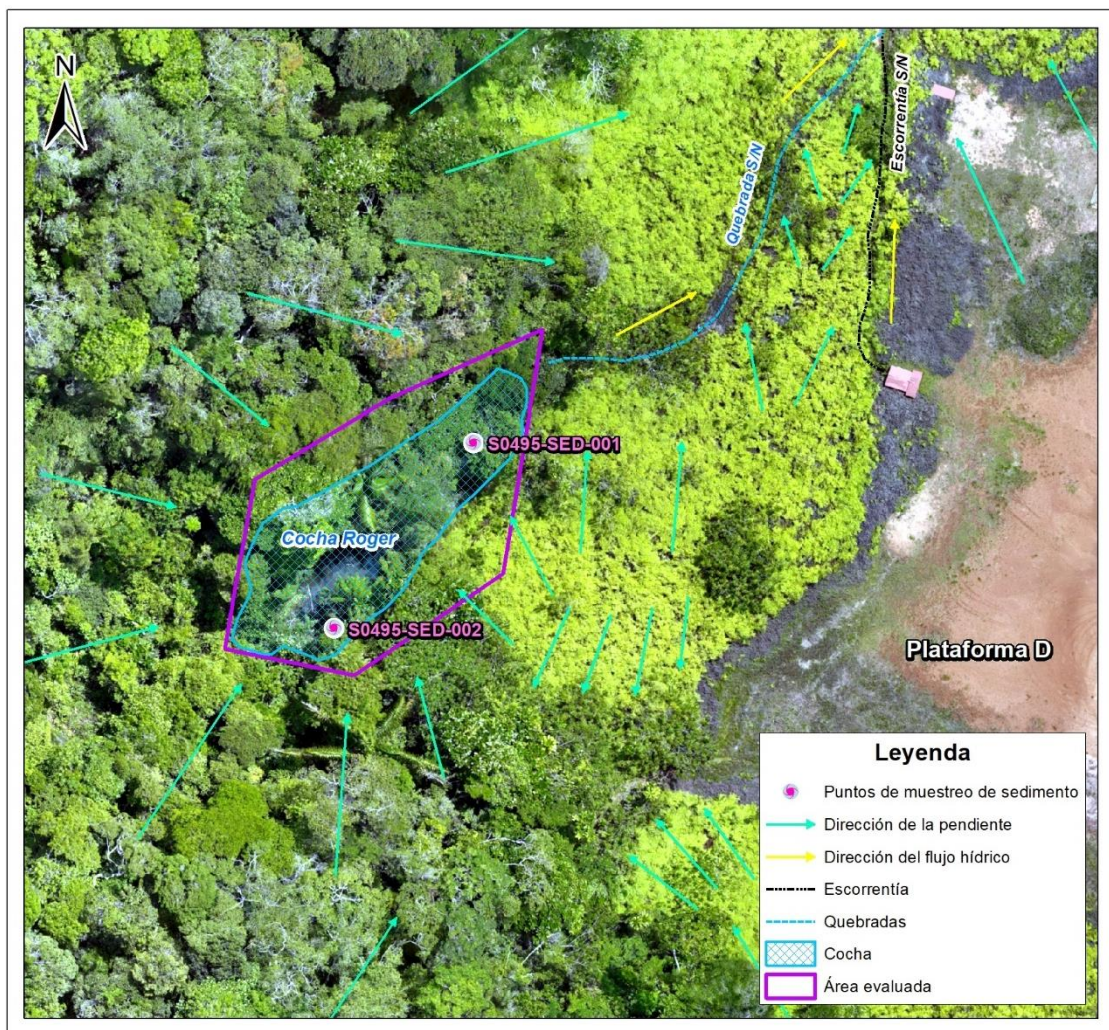 N
Escorrentía S/N
Quebrada S/N
S0495-SED-001
Cocha Roger
S0495-SED-002
Plataforma D
Leyenda
Puntos de muestreo de sedimento
Dirección de la pendiente
Dirección del flujo hídrico
Escorrentía
Quebradas
Cocha
Área evaluada